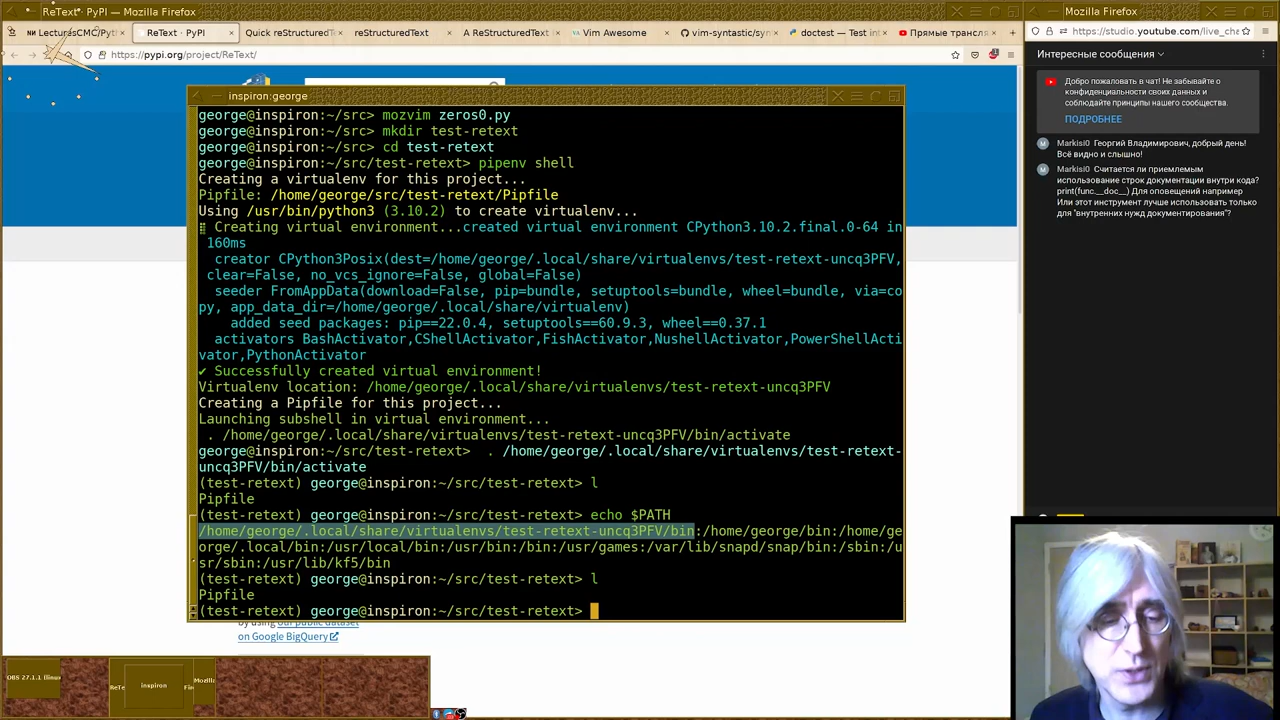 ReText · PyPI — Mozilla Firefox
Mozilla Firefox
LecturesCMC/Pyt
ReText · PyPI
Quick reStructuredTe
reStructuredText
A ReStructuredText
Vim Awesome
vim-syntastic/syn
doctest — Test int
Прямые трансл
https://pypi.org/project/ReText/
https://studio.youtube.com/live_cha
inspiron:george
george@inspiron:~/src> mozvim zeros0.py
george@inspiron:~/src> mkdir test-retext
george@inspiron:~/src> cd test-retext
george@inspiron:~/src/test-retext> pipenv shell
Creating a virtualenv for this project...
Pipfile: /home/george/src/test-retext/Pipfile
Using /usr/bin/python3 (3.10.2) to create virtualenv...
⣾ Creating virtual environment...created virtual environment CPython3.10.2.final.0-64 in
 160ms
  creator CPython3Posix(dest=/home/george/.local/share/virtualenvs/test-retext-uncq3PFV,
 clear=False, no_vcs_ignore=False, global=False)
  seeder FromAppData(download=False, pip=bundle, setuptools=bundle, wheel=bundle, via=co
py, app_data_dir=/home/george/.local/share/virtualenv)
    added seed packages: pip==22.0.4, setuptools==60.9.3, wheel==0.37.1
  activators BashActivator,CShellActivator,FishActivator,NushellActivator,PowerShellActi
vator,PythonActivator
✔ Successfully created virtual environment!
Virtualenv location: /home/george/.local/share/virtualenvs/test-retext-uncq3PFV
Creating a Pipfile for this project...
Launching subshell in virtual environment...
 . /home/george/.local/share/virtualenvs/test-retext-uncq3PFV/bin/activate
george@inspiron:~/src/test-retext>  . /home/george/.local/share/virtualenvs/test-retext-
uncq3PFV/bin/activate
(test-retext) george@inspiron:~/src/test-retext> l
Pipfile
(test-retext) george@inspiron:~/src/test-retext> echo $PATH
/home/george/.local/share/virtualenvs/test-retext-uncq3PFV/bin:/home/george/bin:/home/ge
orge/.local/bin:/usr/local/bin:/usr/bin:/bin:/usr/games:/var/lib/snapd/snap/bin:/sbin:/u
sr/sbin:/usr/lib/kf5/bin
(test-retext) george@inspiron:~/src/test-retext> l
Pipfile
(test-retext) george@inspiron:~/src/test-retext>
by using our public dataset
on Google BigQuery
Интересные сообщения
Добро пожаловать в чат! Не забывайте о
конфиденциальности своих данных и
соблюдайте принципы нашего сообщества.
ПОДРОБНЕЕ
Markisi0 Георгий Владимирович, добрый день!
Всё видно и слышно!
Markisi0 Считается ли приемлемым
использование строк документации внутри кода?
print(func.__doc__) Для оповещений например
Или этот инструмент лучше использовать только
для "внутренних нужд документирования"?
OBS 27.1.1 (linux
ReTe
inspiron
Fir
Mozilla